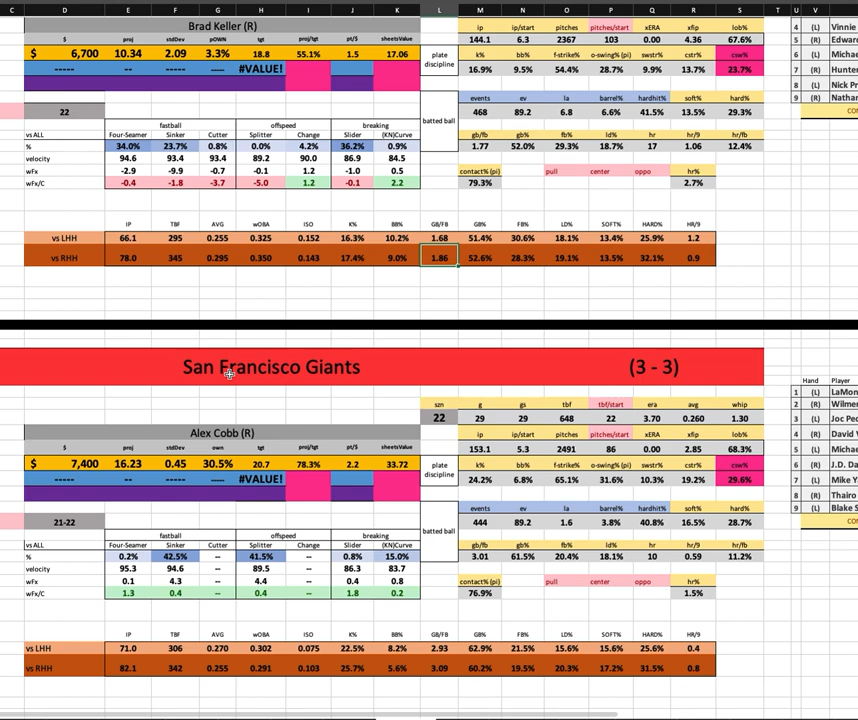 C D E F G H I J K L M N O P Q R S T U V
Brad Keller (R) ip ip/start pitches pitches/start xERA xfip lob% 4 (L) Vinnie
$ proj stdDev pOWN tgt proj/tgt pt/$ sheetsValue 144.1 6.3 2367 103 0.00 4.36 67.6% 5 (R) Edwar
$ 6,700 10.34 2.09 3.3% 18.8 55.1% 1.5 17.06 plate discipline k% bb% f-strike% o-swing% (pi) swstr% cstr% csw% 6 (L) Michae
----- -- ----- ---- #VALUE! 16.9% 9.5% 54.4% 28.7% 9.9% 13.7% 23.7% 7 (R) Hunter
8 (L) Nick Pr
events ev la barrel% hardhit% soft% hard% 9 (R) Nathar
22 468 89.2 6.8 6.6% 41.5% 13.5% 29.3% CO
fastball offspeed breaking batted ball
vs ALL Four-Seamer Sinker Cutter Splitter Change Slider (KN)Curve gb/fb gb% fb% ld% hr hr/9 hr/fb
% 34.0% 23.7% 0.8% 0.0% 4.2% 36.2% 0.9% 1.77 52.0% 29.3% 18.7% 17 1.06 12.4%
velocity 94.6 93.4 93.4 89.2 90.0 86.9 84.5
wFx -2.9 -9.9 -0.7 -0.1 1.2 -1.0 0.5 contact% (pi) pull center oppo hr%
wFx/C -0.4 -1.8 -3.7 -5.0 1.2 -0.1 2.2 79.3% 2.7%
IP TBF AVG wOBA ISO K% BB% GB/FB GB% FB% LD% SOFT% HARD% HR/9
vs LHH 66.1 295 0.255 0.325 0.152 16.3% 10.2% 1.68 51.4% 30.6% 18.1% 13.4% 25.9% 1.2
vs RHH 78.0 345 0.295 0.350 0.143 17.4% 9.0% 1.86 52.6% 28.3% 19.1% 13.5% 32.1% 0.9
San Francisco Giants (3 - 3)
Hand Player
1 (L) LaMon
szn g gs tbf tbf/start era avg whip 2 (R) Wilmer
22 29 29 648 22 3.70 0.260 1.30 3 (L) Joc Pe
Alex Cobb (R) ip ip/start pitches pitches/start xERA xfip lob% 4 (R) David V
$ proj stdDev own tgt proj/tgt pt/$ sheetsValue 153.1 5.3 2491 86 0.00 2.85 68.3% 5 (L) Michae
$ 7,400 16.23 0.45 30.5% 20.7 78.3% 2.2 33.72 plate discipline k% bb% f-strike% o-swing% (pi) swstr% cstr% csw% 6 (R) J.D. Da
----- -- ----- ---- #VALUE! 24.2% 6.8% 65.1% 31.6% 10.3% 19.2% 29.6% 7 (L) Mike Y
8 (R) Thairo
events ev la barrel% hardhit% soft% hard% 9 (L) Blake S
21-22 444 89.2 1.6 3.8% 40.8% 16.5% 28.7% CO
fastball offspeed breaking batted ball
vs ALL Four-Seamer Sinker Cutter Splitter Change Slider (KN)Curve gb/fb gb% fb% ld% hr hr/9 hr/fb
% 0.2% 42.5% -- 41.5% -- 0.8% 15.0% 3.01 61.5% 20.4% 18.1% 10 0.59 11.2%
velocity 95.3 94.6 -- 89.5 -- 86.3 83.7
wFx 0.1 4.3 -- 4.4 -- 0.4 0.8 contact% (pi) pull center oppo hr%
wFx/C 1.3 0.4 -- 0.4 -- 1.8 0.2 76.9% 1.5%
IP TBF AVG wOBA ISO K% BB% GB/FB GB% FB% LD% SOFT% HARD% HR/9
vs LHH 71.0 306 0.270 0.302 0.075 22.5% 8.2% 2.93 62.9% 21.5% 15.6% 15.6% 25.6% 0.4
vs RHH 82.1 342 0.255 0.291 0.103 25.7% 5.6% 3.09 60.2% 19.5% 20.3% 17.2% 31.5% 0.8